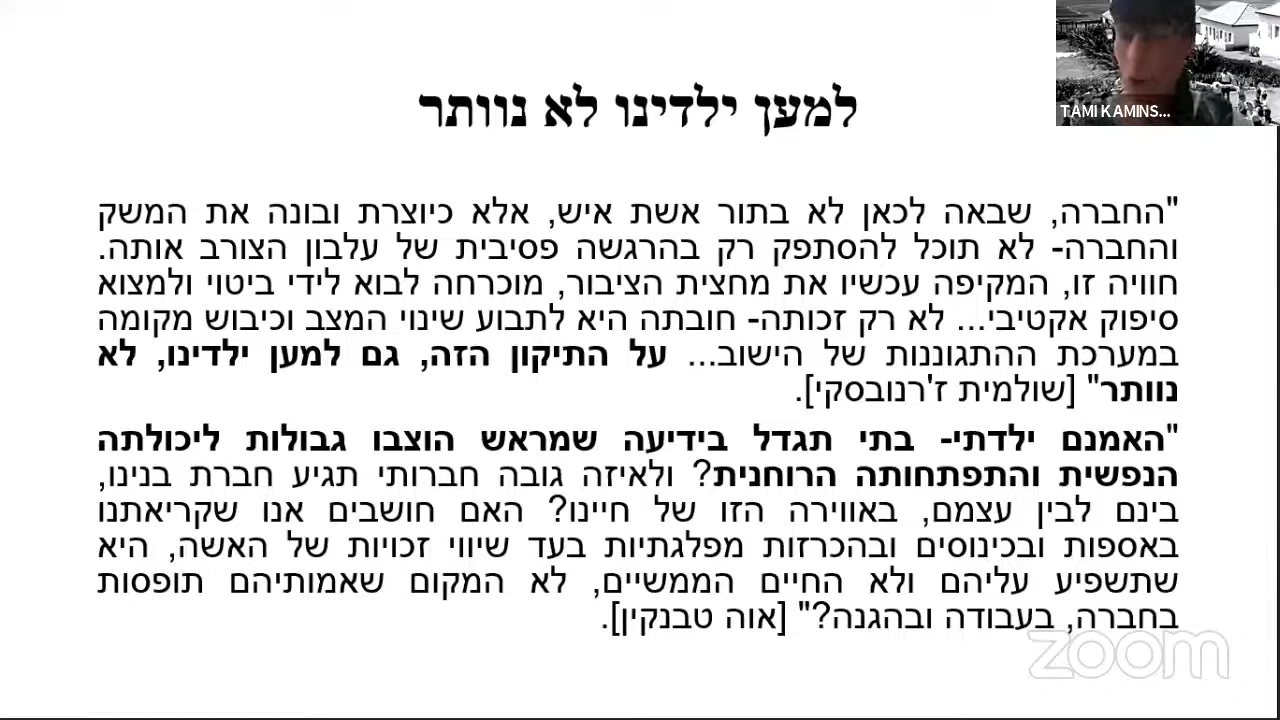 למען ילדינו לא נוותר
TAMI KAMINS...
"החברה, שבאה לכאן לא בתור אשת איש, אלא כיוצרת ובונה את המשק
והחברה- לא תוכל להסתפק רק בהרגשה פסיבית של עלבון הצורב אותה.
חוויה זו, המקיפה עכשיו את מחצית הציבור, מוכרחה לבוא לידי ביטוי ולמצוא
סיפוק אקטיבי... לא רק זכותה- חובתה היא לתבוע שינוי המצב וכיבוש מקומה
במערכת ההתגוננות של הישוב... על התיקון הזה, גם למען ילדינו, לא
נוותר" [שולמית ז'רנובסקי].
"האמנם ילדתי- בתי תגדל בידיעה שמראש הוצבו גבולות ליכולתה
הנפשית והתפתחותה הרוחנית? ולאיזה גובה חברותי תגיע חברת בנינו,
בינם לבין עצמם, באווירה הזו של חיינו? האם חושבים אנו שקריאתנו
באספות ובכינוסים ובהכרזות מפלגתיות בעד שיווי זכויות של האשה, היא
שתשפיע עליהם ולא החיים הממשיים, לא המקום שאמותיהם תופסות
בחברה, בעבודה ובהגנה?" [אוה טבנקין].
zoom